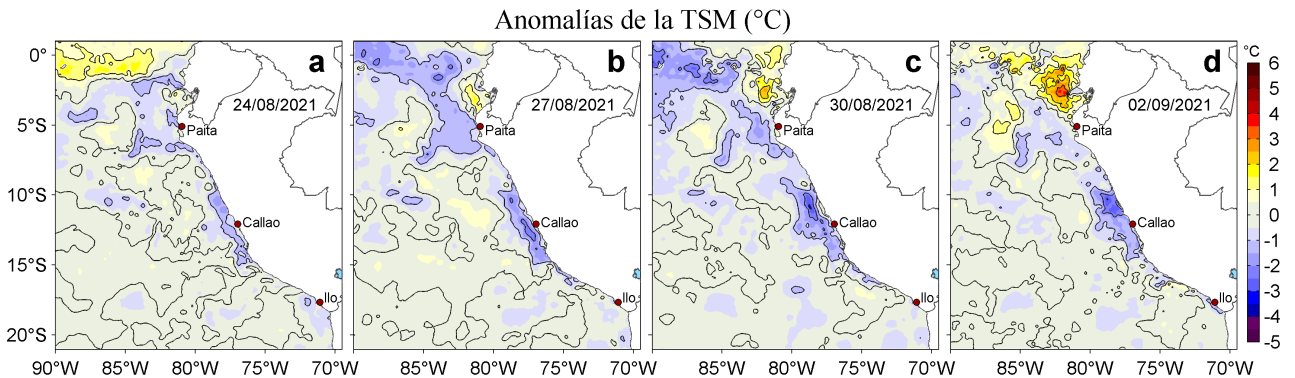 Anomalías de la TSM (°C)
a
24/08/2021
Paita
Callao
Ilo
b
27/08/2021
Paita
Callao
Ilo
c
30/08/2021
Paita
Callao
Ilo
d
02/09/2021
Paita
Callao
Ilo
0°
5°S
10°S
15°S
20°S
90°W 85°W 80°W 75°W 70°W
85°W 80°W 75°W 70°W
85°W 80°W 75°W 70°W
85°W 80°W 75°W 70°W
°C
6
5
4
3
2
1
0
-1
-2
-3
-4
-5